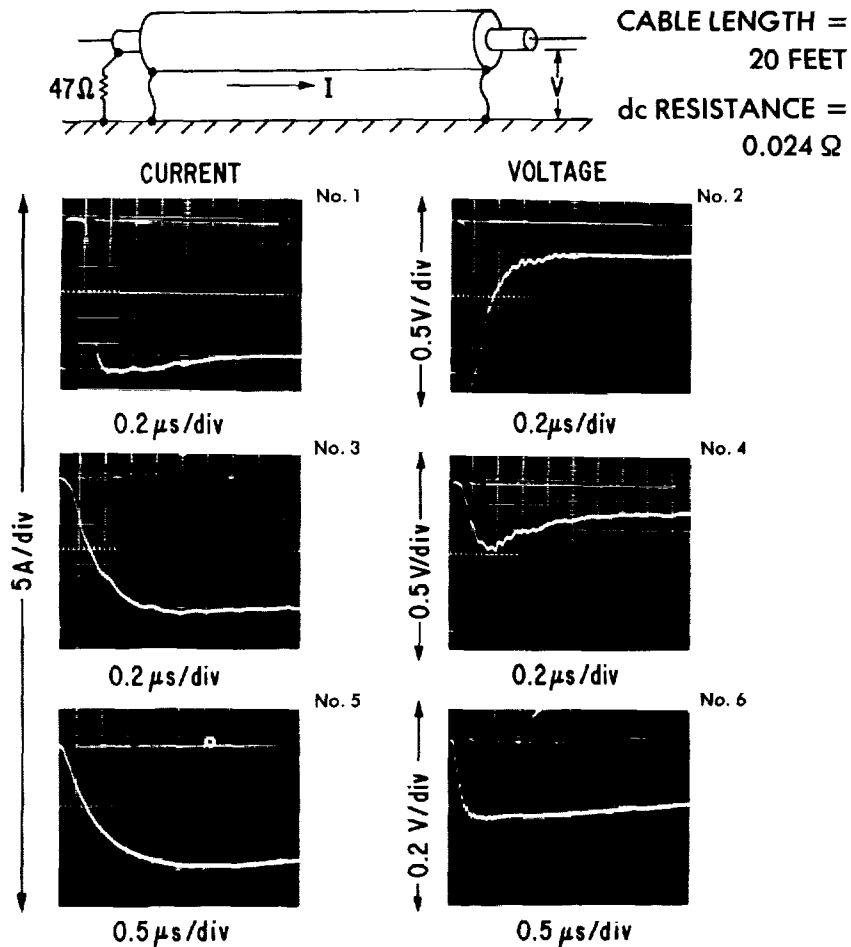 CABLE LENGTH =
20 FEET
dc RESISTANCE =
0.024 Ω
47Ω
I
V
CURRENT
VOLTAGE
No. 1
No. 2
0.5V/div
0.2 μs/div
0.2μs/div
No. 3
No. 4
5A/div
0.5 V/div
0.2 μs/div
0.2 μs/div
No. 5
No. 6
0.2 V/div
0.5 μs/div
0.5 μs/div